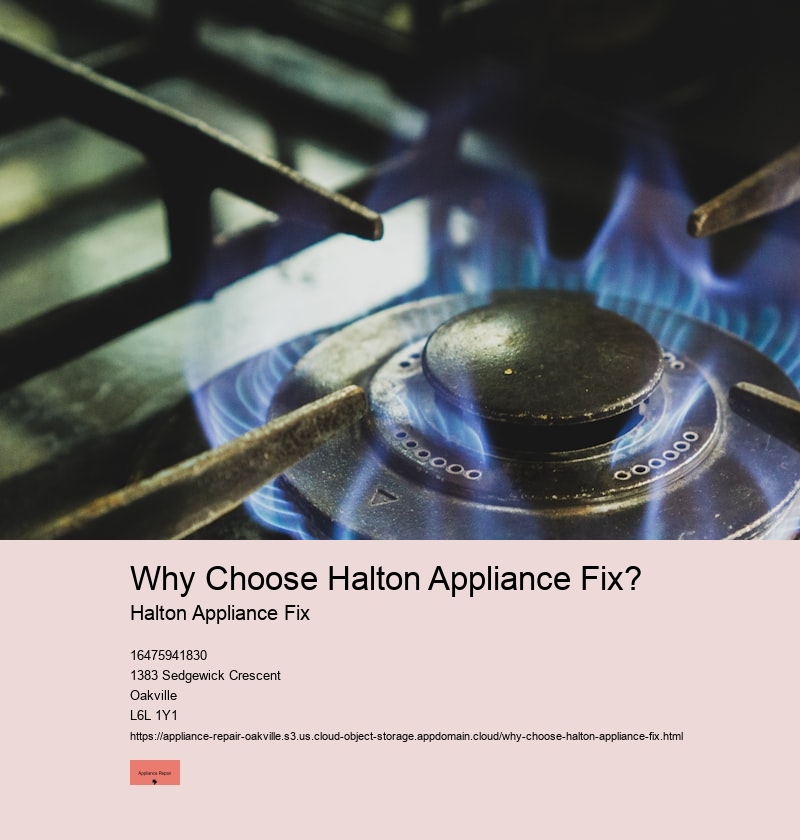 Why Choose Halton Appliance Fix?
Halton Appliance Fix
16475941830
1383 Sedgewick Crescent
Oakville
L6L 1Y1
https://appliance-repair-oakville.s3.us.cloud-object-storage.appdomain.cloud/why-choose-halton-appliance-fix.html
Appliance Repair